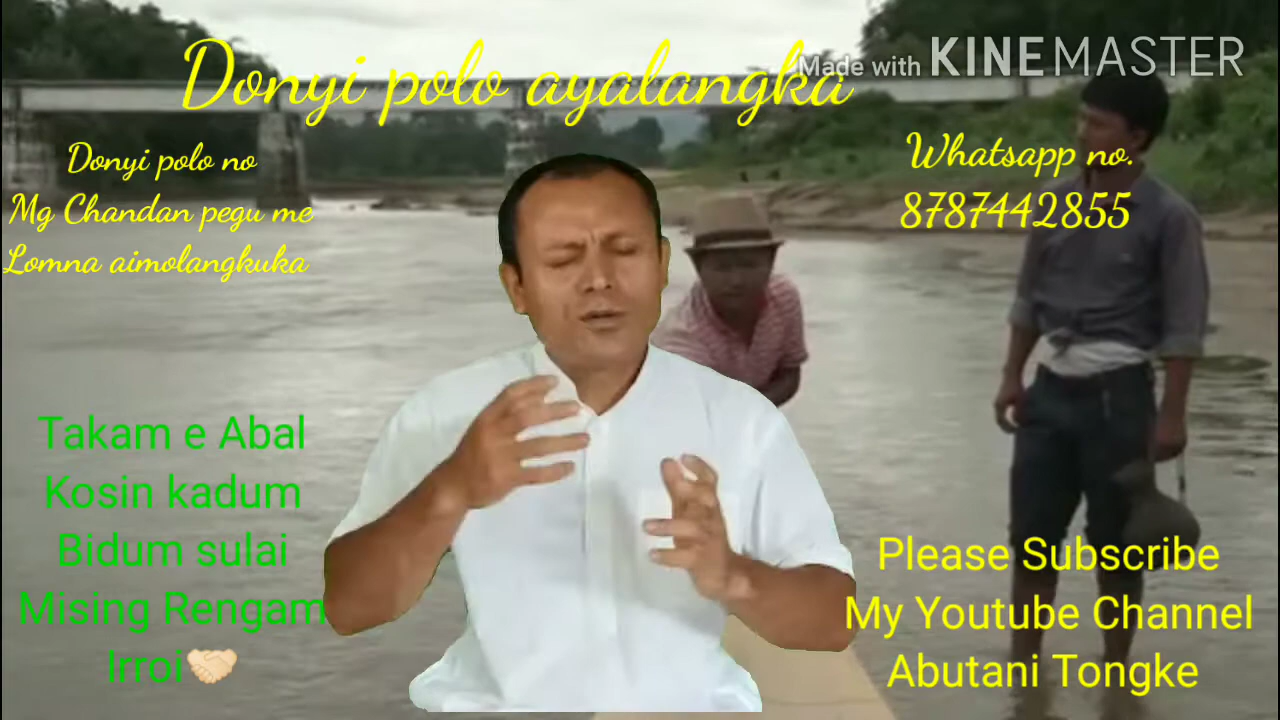 Donyi polo ayalangka
Made with KINEMASTER
Donyi polo no
Mg Chandan pegu me
Lomna aimolangkuka
Whatsapp no.
8787442855
Takam e Abal
Kosin kadum
Bidum sulai
Mising Rengam
Irroi🤝🏻
Please Subscribe
My Youtube Channel
Abutani Tongke